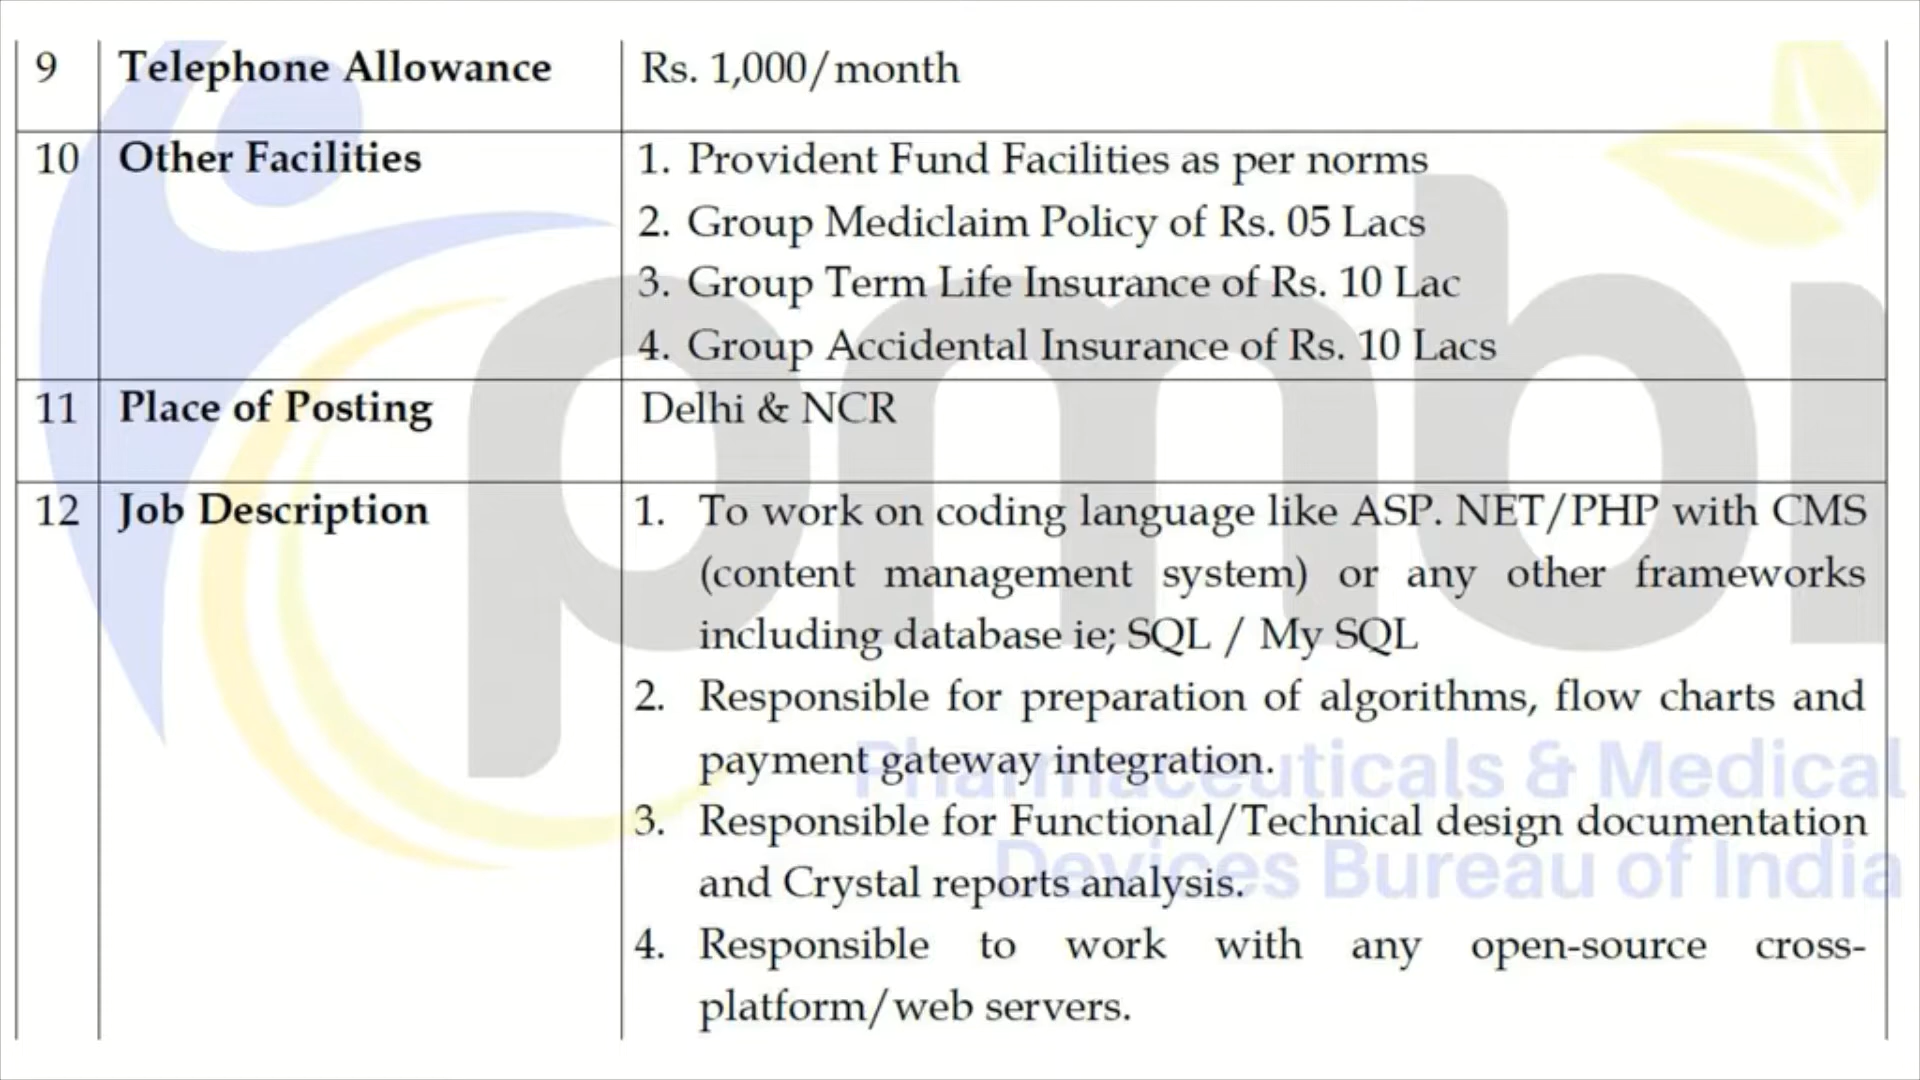 9 Telephone Allowance Rs. 1,000/month
10 Other Facilities 1. Provident Fund Facilities as per norms
2. Group Mediclaim Policy of Rs. 05 Lacs
3. Group Term Life Insurance of Rs. 10 Lac
4. Group Accidental Insurance of Rs. 10 Lacs
11 Place of Posting Delhi & NCR
12 Job Description 1. To work on coding language like ASP. NET/PHP with CMS
(content management system) or any other frameworks
including database ie; SQL / My SQL
2. Responsible for preparation of algorithms, flow charts and
payment gateway integration.
3. Responsible for Functional/Technical design documentation
and Crystal reports analysis.
4. Responsible to work with any open-source cross-
platform/web servers.
pmbi
Pharmaceuticals & Medical
Devices Bureau of India